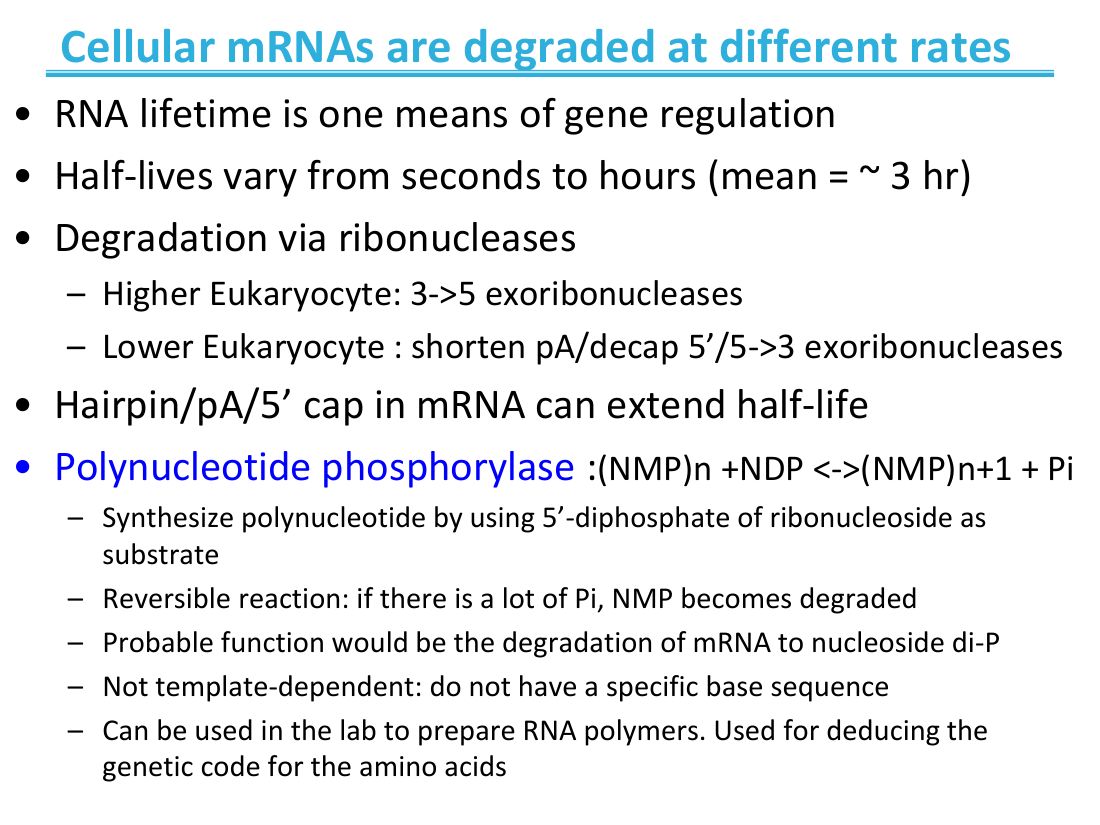 Cellular mRNAs are degraded at different rates
• RNA lifetime is one means of gene regulation
• Half-lives vary from seconds to hours (mean = ~ 3 hr)
• Degradation via ribonucleases
– Higher Eukaryocyte: 3->5 exoribonucleases
– Lower Eukaryocyte : shorten pA/decap 5’/5->3 exoribonucleases
• Hairpin/pA/5’ cap in mRNA can extend half-life
• Polynucleotide phosphorylase :(NMP)n +NDP <->(NMP)n+1 + Pi
– Synthesize polynucleotide by using 5’-diphosphate of ribonucleoside as
substrate
– Reversible reaction: if there is a lot of Pi, NMP becomes degraded
– Probable function would be the degradation of mRNA to nucleoside di-P
– Not template-dependent: do not have a specific base sequence
– Can be used in the lab to prepare RNA polymers. Used for deducing the
genetic code for the amino acids